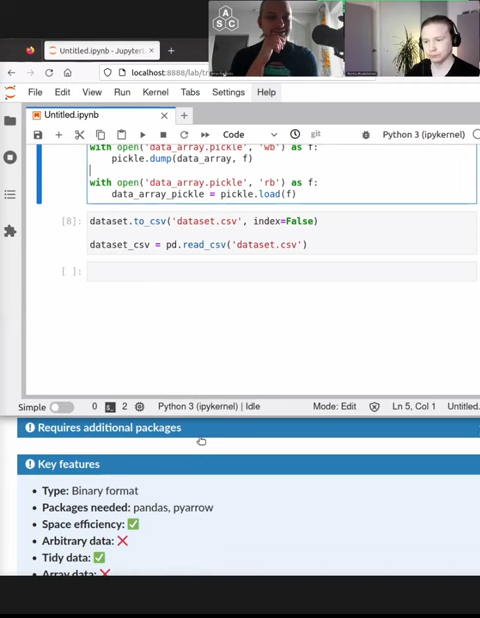 A
S
C
Untitled.ipynb - Jupyter
localhost:8888/lab/tr
File Edit View Run Kernel Tabs Settings Help
Untitled.ipynb
Code
git
Python 3 (ipykernel)
with open('data_array.pickle', 'wb') as f:
pickle.dump(data_array, f)
with open('data_array.pickle', 'rb') as f:
data_array_pickle = pickle.load(f)
[8]:
dataset.to_csv('dataset.csv', index=False)
dataset_csv = pd.read_csv('dataset.csv')
[ ]:
Simple 0 2 Python 3 (ipykernel) | Idle Mode: Edit Ln 5, Col 1 Untitled.
Requires additional packages
Key features
Type: Binary format
Packages needed: pandas, pyarrow
Space efficiency:
Arbitrary data:
Tidy data:
Array data: